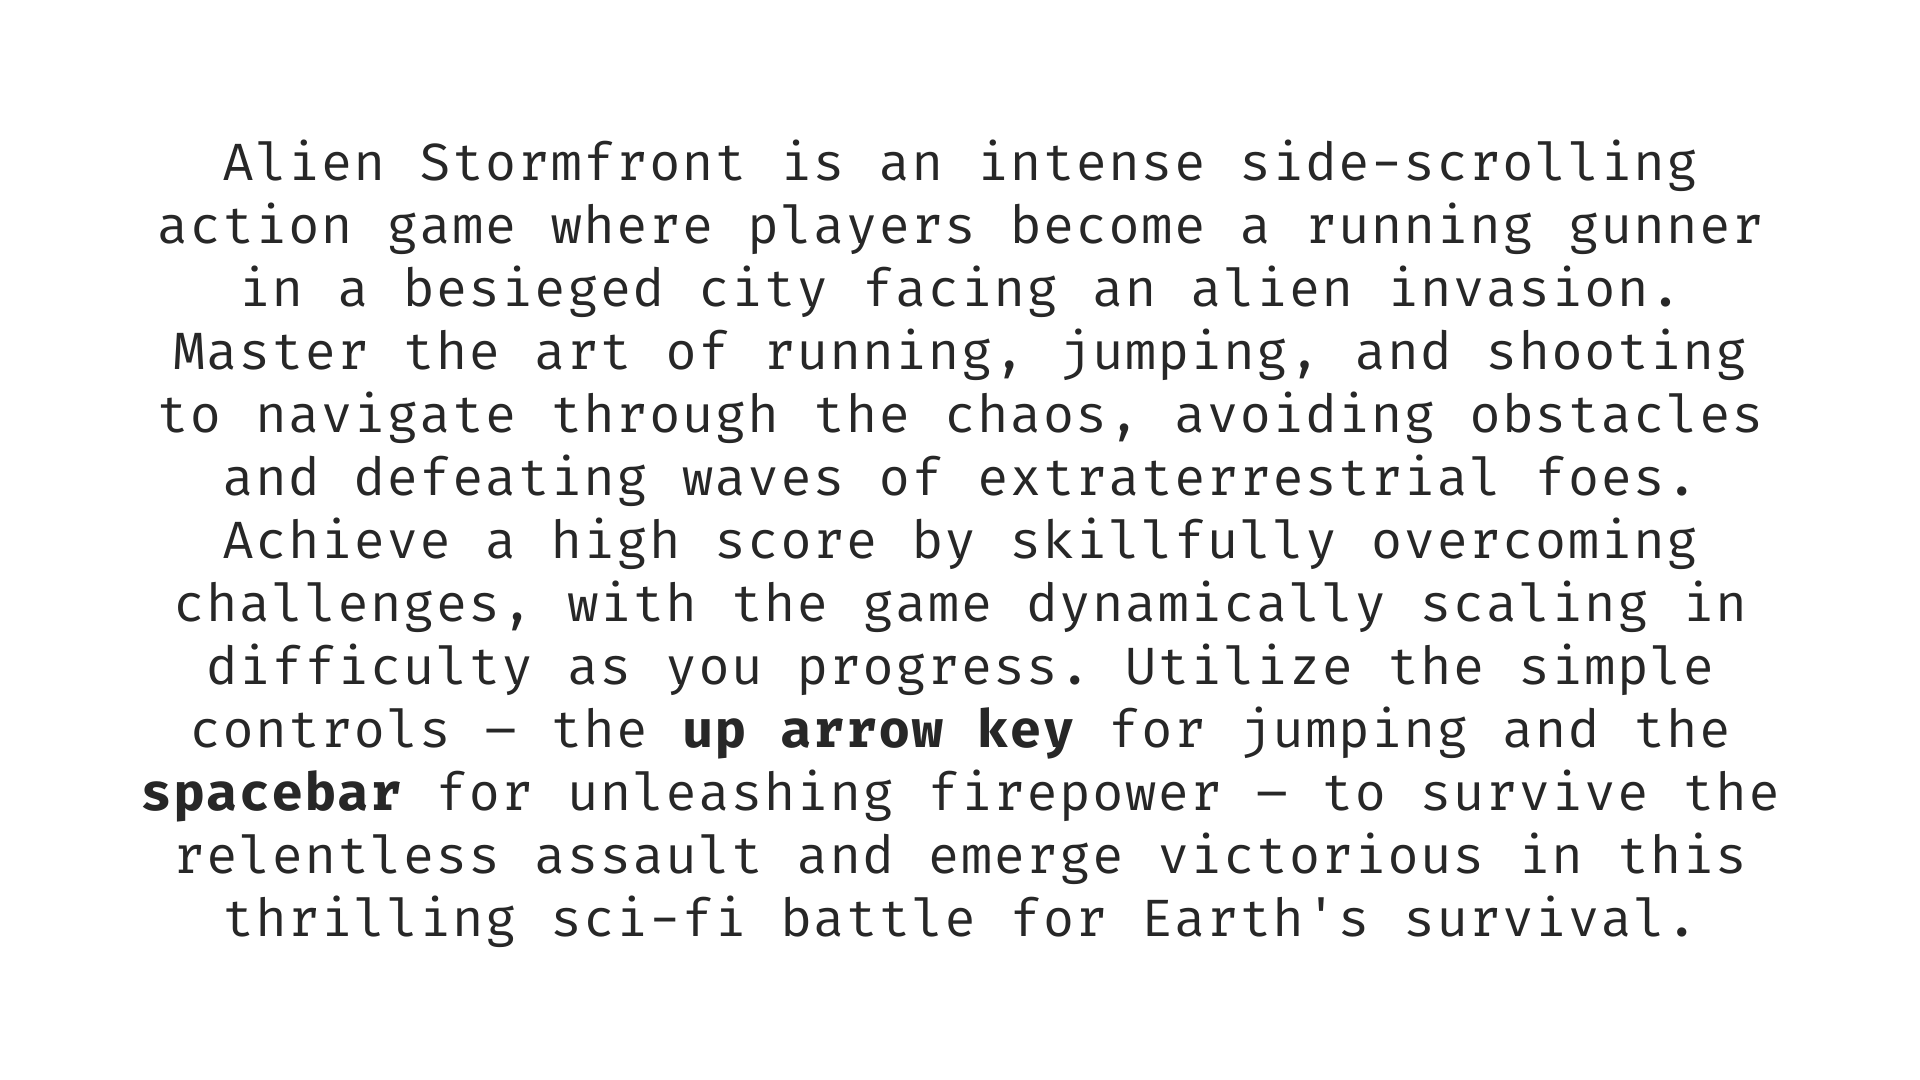 Alien Stormfront is an intense side-scrolling
action game where players become a running gunner
in a besieged city facing an alien invasion.
Master the art of running, jumping, and shooting
to navigate through the chaos, avoiding obstacles
and defeating waves of extraterrestrial foes.
Achieve a high score by skillfully overcoming
challenges, with the game dynamically scaling in
difficulty as you progress. Utilize the simple
controls – the up arrow key for jumping and the
spacebar for unleashing firepower – to survive the
relentless assault and emerge victorious in this
thrilling sci-fi battle for Earth's survival.